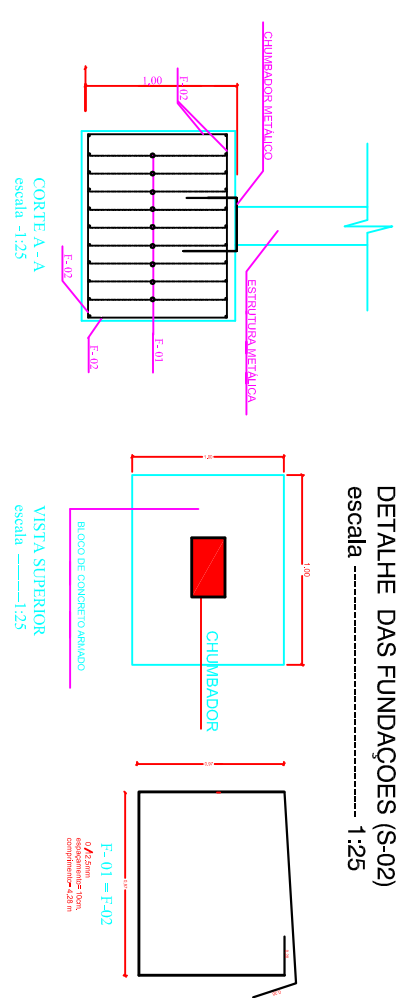 DETALHE DAS FUNDAÇOES (S-02)
escala ------------------------------ 1:25
CHUMBADOR METÁLICO
F- 02
1,00
ESTRUTURA METÁLICA
F- 01
F- 02
F- 02
CORTE A - A
escala -1:25
1,00
CHUMBADOR
BLOCO DE CONCRETO ARMADO
VISTA SUPERIOR
escala ------1:25
F- 01 = F-02
espaçamento= 10cm.
comprimento= 4,28 m